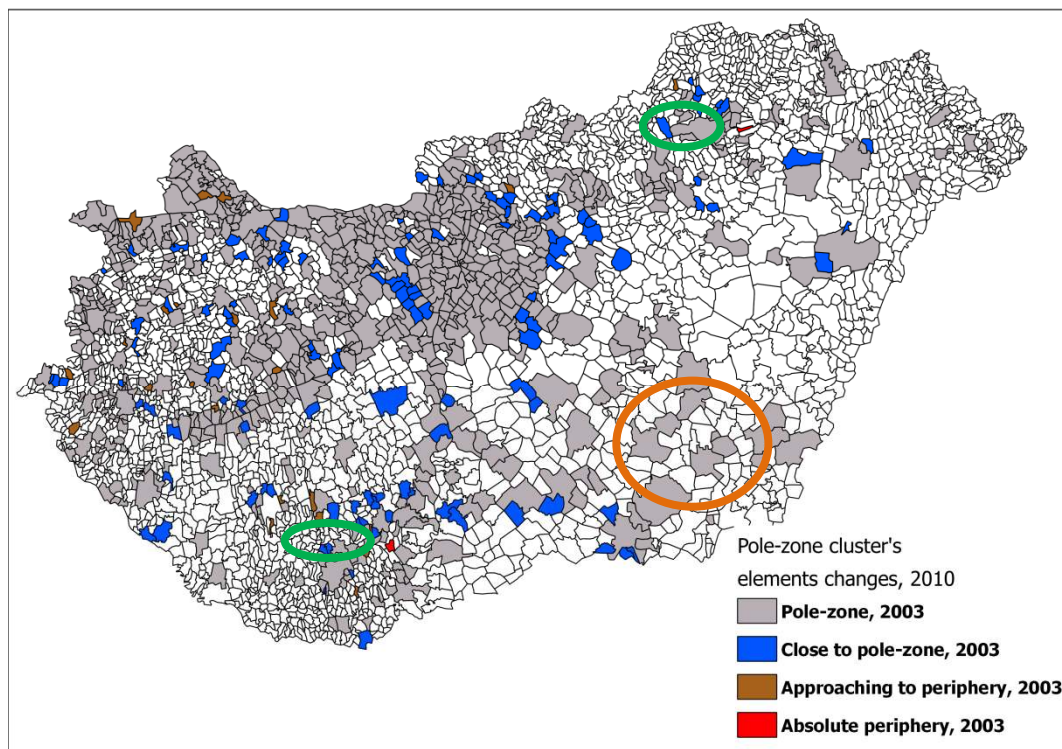 Pole-zone cluster's
elements changes, 2010
Pole-zone, 2003
Close to pole-zone, 2003
Approaching to periphery, 2003
Absolute periphery, 2003